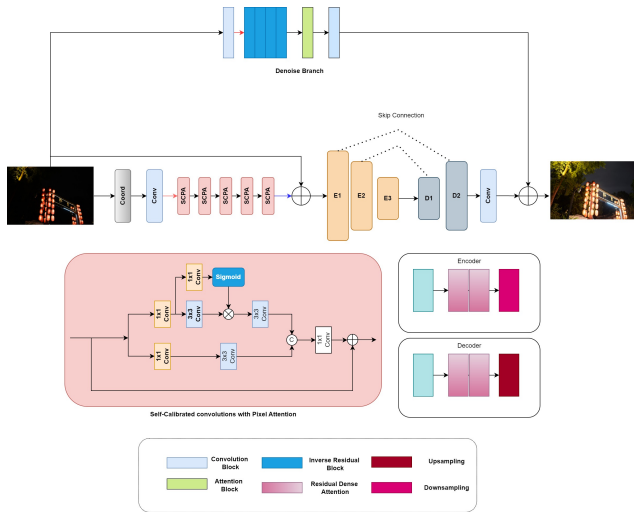 Denoise Branch
Skip Connection
Coord
Conv
SCPA
SCPA
SCPA
SCPA
SCPA
E1
E2
E3
D1
D2
Conv
1x1
Conv
Sigmoid
1x1
Conv
3x3
Conv
3x3
Conv
1x1
Conv
3x3
Conv
C
1x1
Conv
Self-Calibrated convolutions with Pixel Attention
Encoder
Decoder
Convolution
Block
Inverse Residual
Block
Upsampling
Attention
Block
Residual Dense
Attention
Downsampling